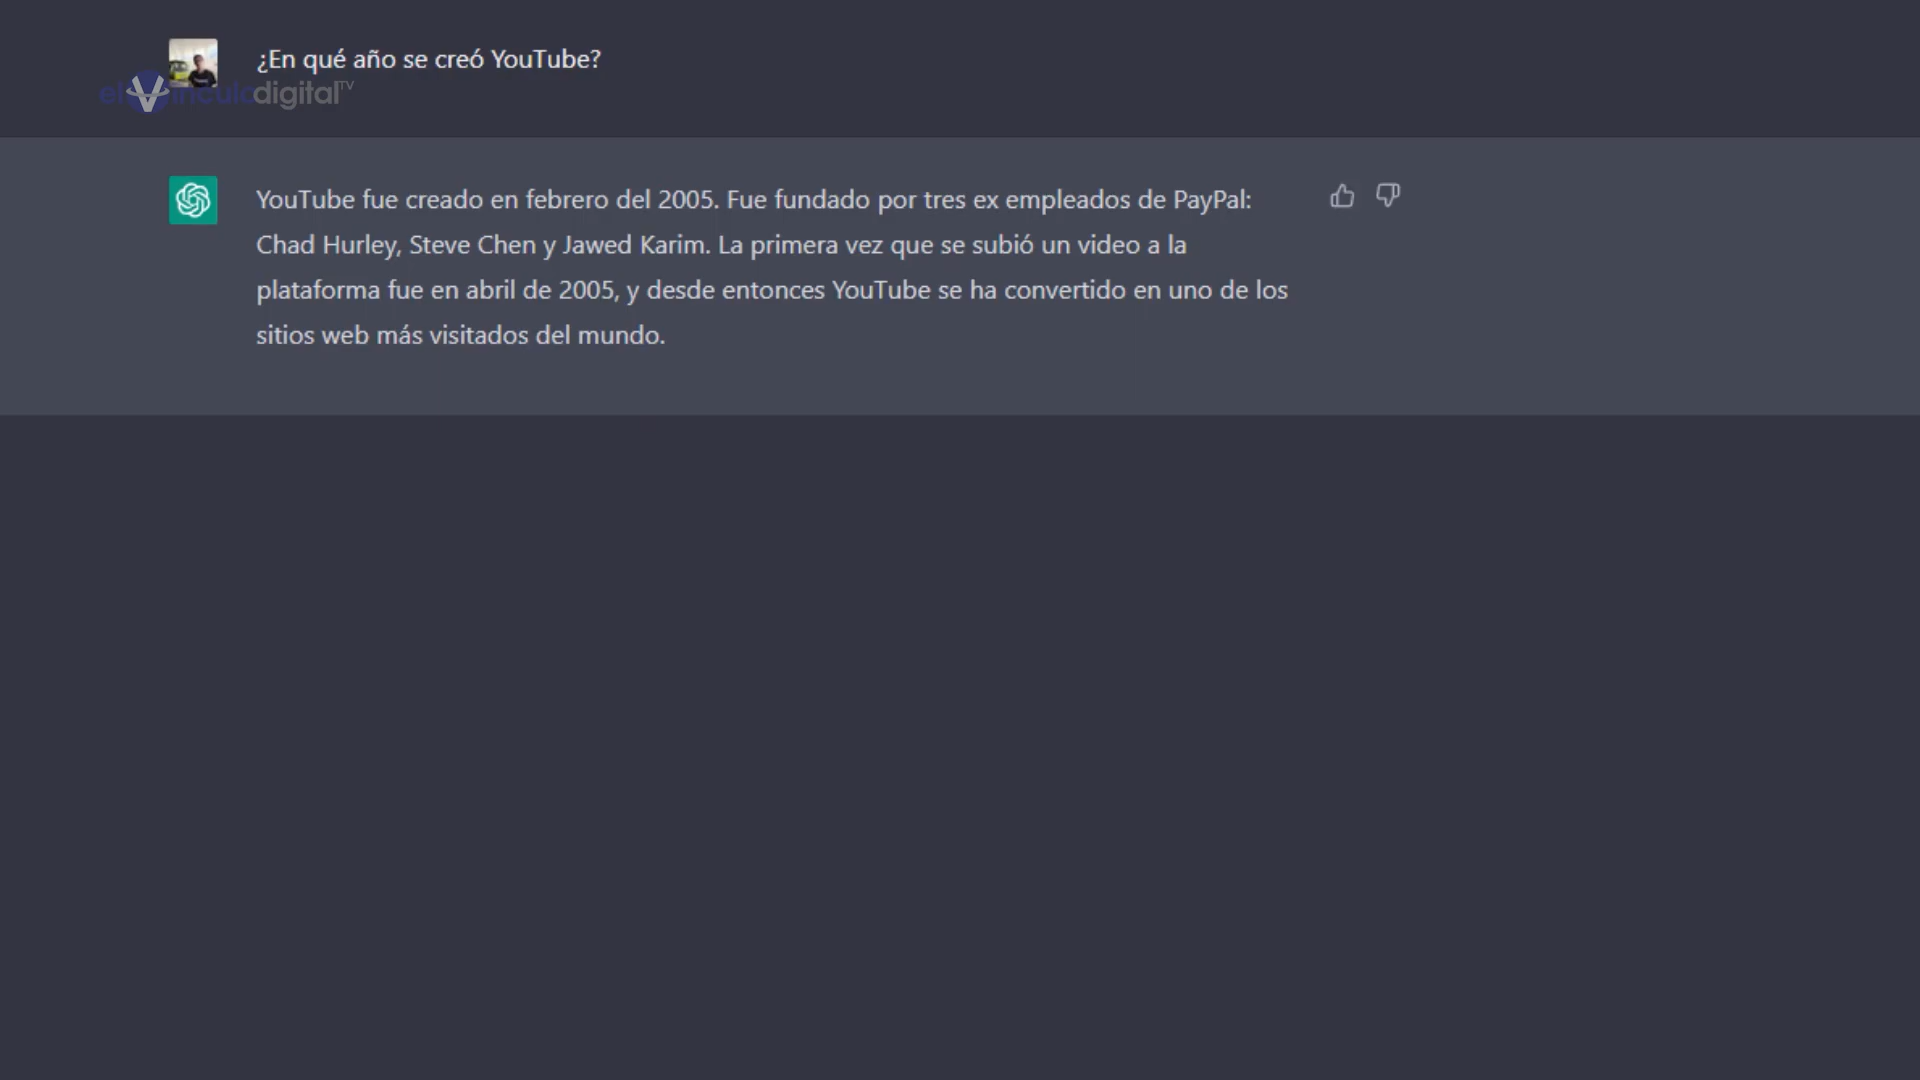 ¿En qué año se creó YouTube?
elVínculodigitalTV
YouTube fue creado en febrero del 2005. Fue fundado por tres ex empleados de PayPal:
Chad Hurley, Steve Chen y Jawed Karim. La primera vez que se subió un video a la
plataforma fue en abril de 2005, y desde entonces YouTube se ha convertido en uno de los
sitios web más visitados del mundo.